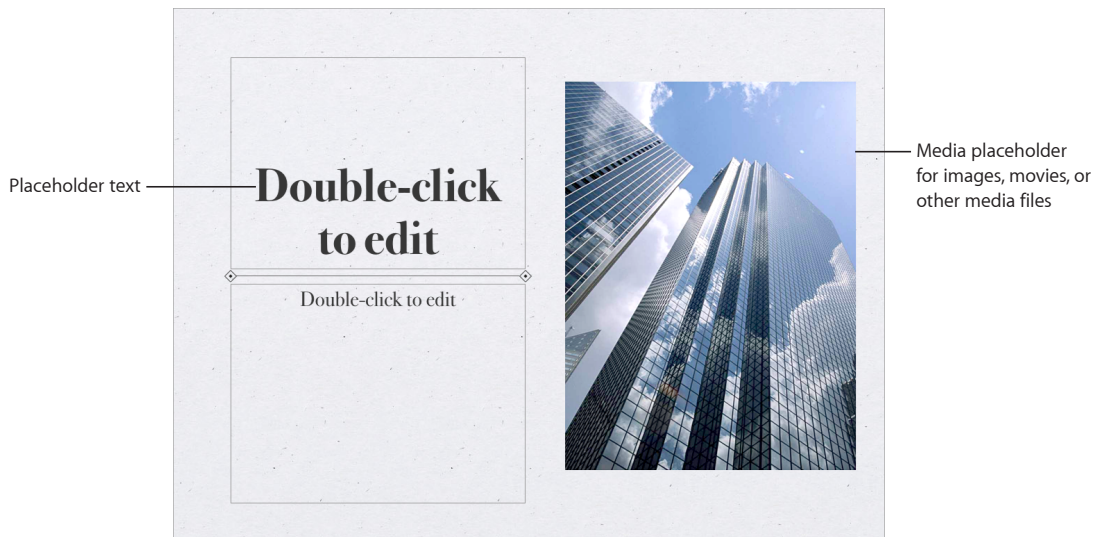 Placeholder text
Double-click
to edit
Double-click to edit
Media placeholder
for images, movies, or
other media files